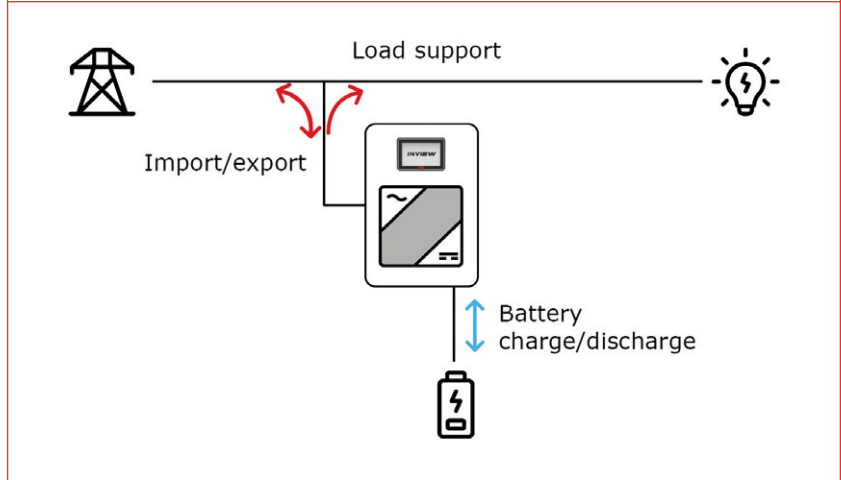 Load support
Import/export
INVIEW
Battery
charge/discharge